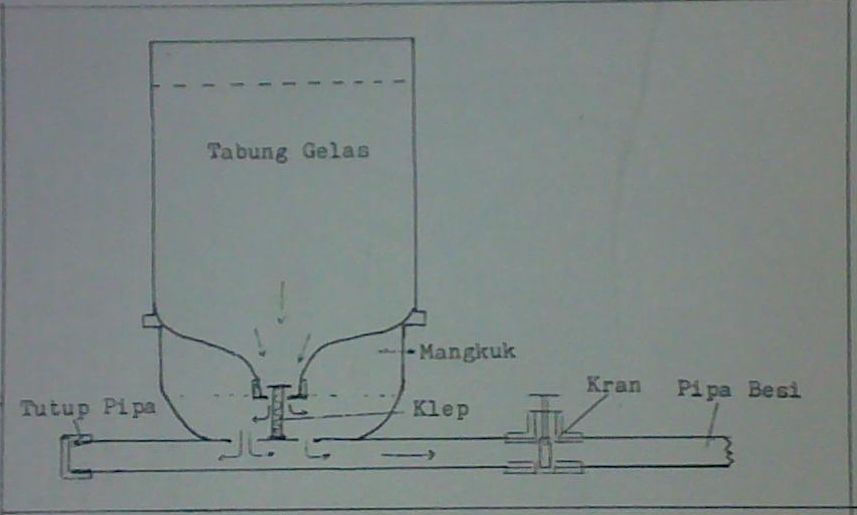 Tabung Gelas
Mangkuk
Kran
Pipa Besi
Tutup Pipa
Klep